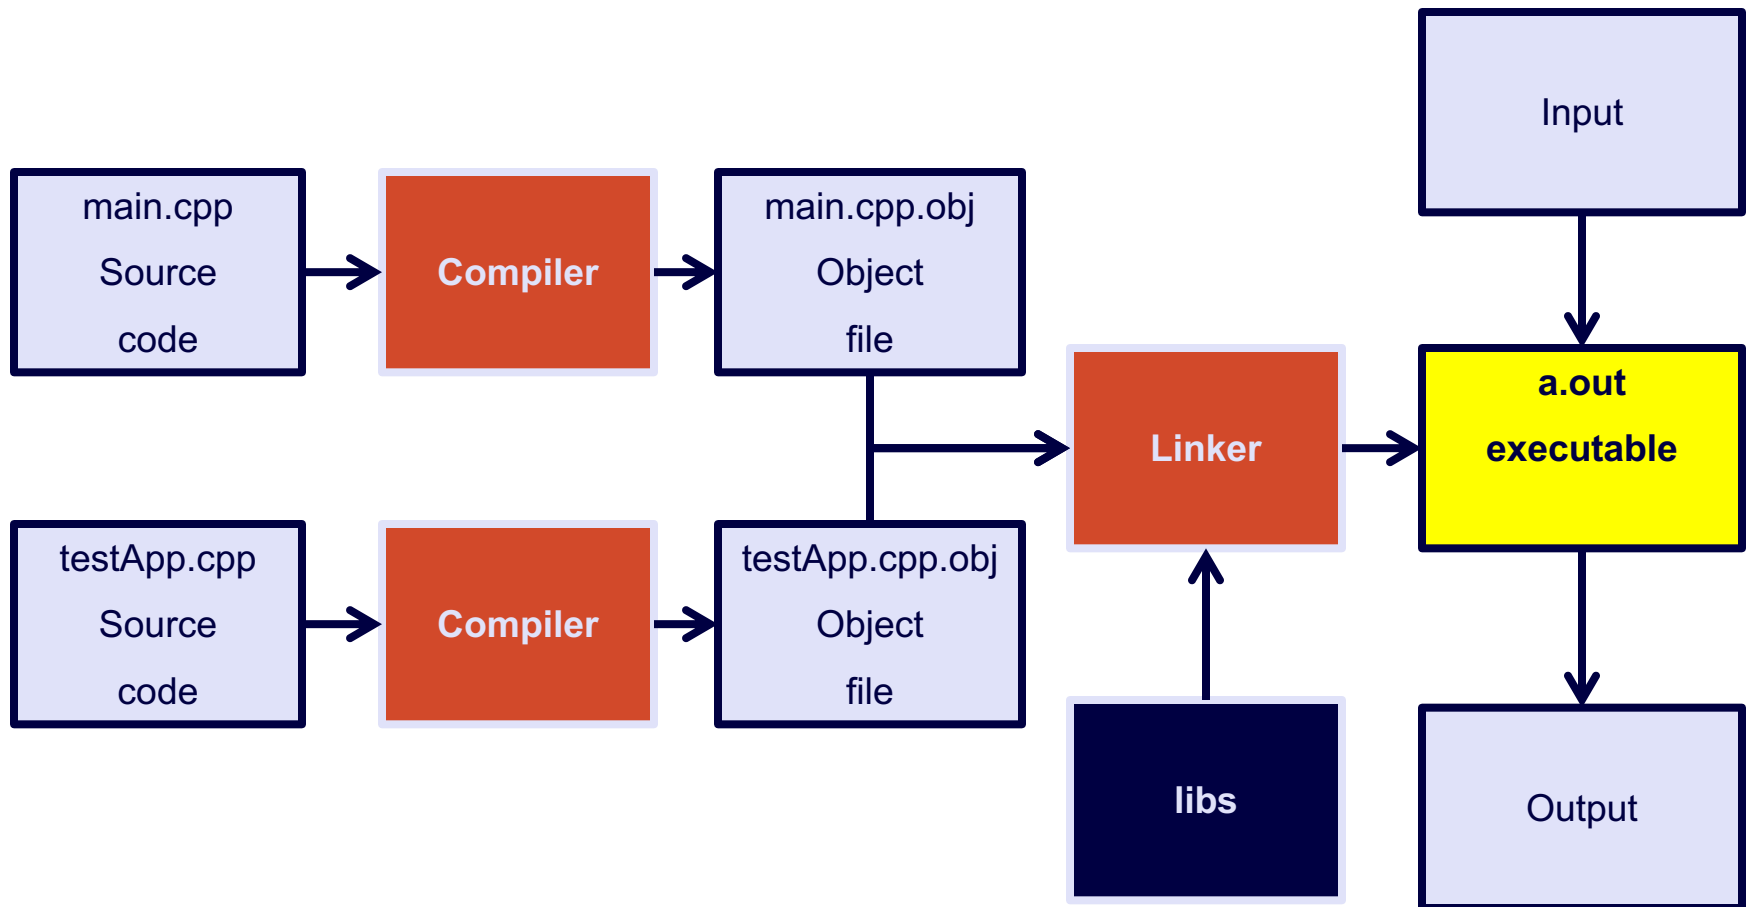 Input
main.cpp
Source
code
Compiler
main.cpp.obj
Object
file
Linker
a.out
executable
testApp.cpp
Source
code
Compiler
testApp.cpp.obj
Object
file
libs
Output